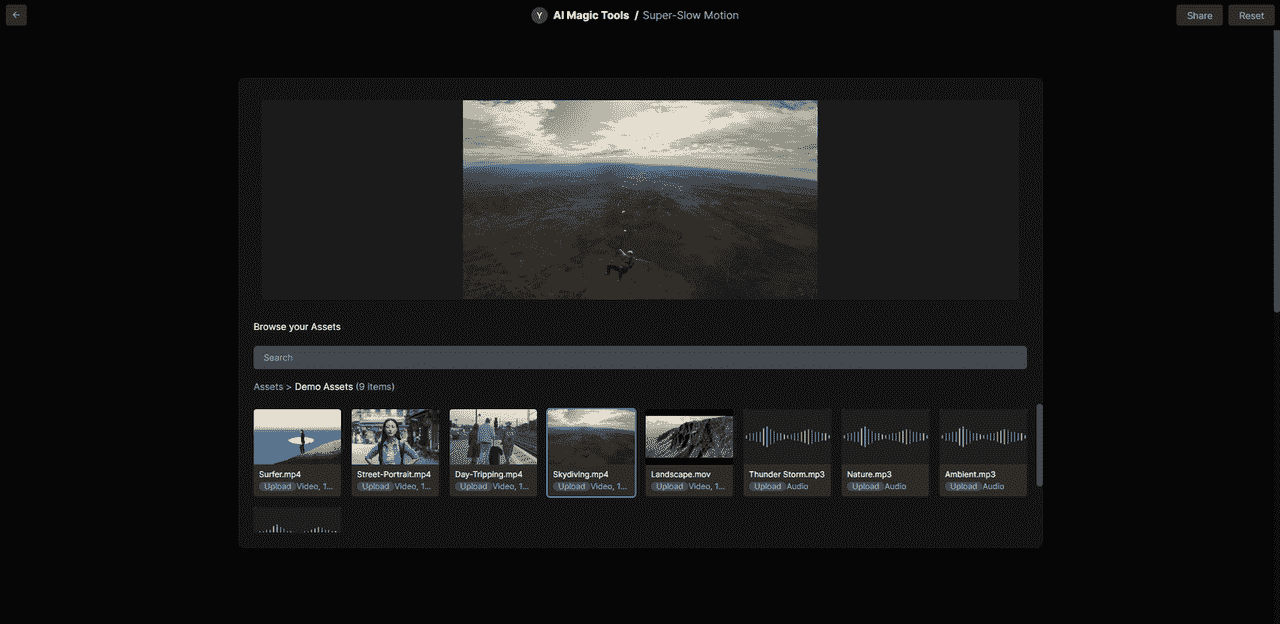 Y AI Magic Tools / Super-Slow Motion
Share Reset
Browse your Assets
Search
Assets > Demo Assets (9 items)
Surfer.mp4
Upload Video, 1...
Street-Portrait.mp4
Upload Video, 1...
Day-Tripping.mp4
Upload Video, 1...
Skydiving.mp4
Upload Video, 1...
Landscape.mov
Upload Video, 1...
Thunder Storm.mp3
Upload Audio
Nature.mp3
Upload Audio
Ambient.mp3
Upload Audio